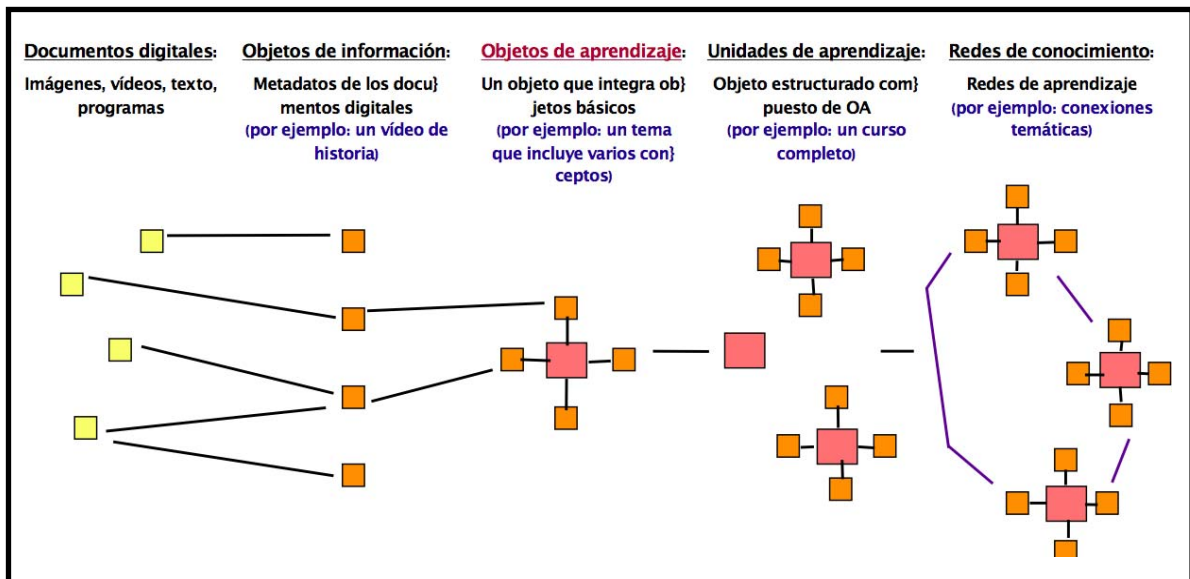 Documentos digitales:
Imágenes, vídeos, texto,
programas
Objetos de información:
Metadatos de los docu}
mentos digitales
(por ejemplo: un vídeo de
historia)
Objetos de aprendizaje:
Un objeto que integra ob}
jetos básicos
(por ejemplo: un tema
que incluye varios con}
ceptos)
Unidades de aprendizaje:
Objeto estructurado com}
puesto de OA
(por ejemplo: un curso
completo)
Redes de conocimiento:
Redes de aprendizaje
(por ejemplo: conexiones
temáticas)